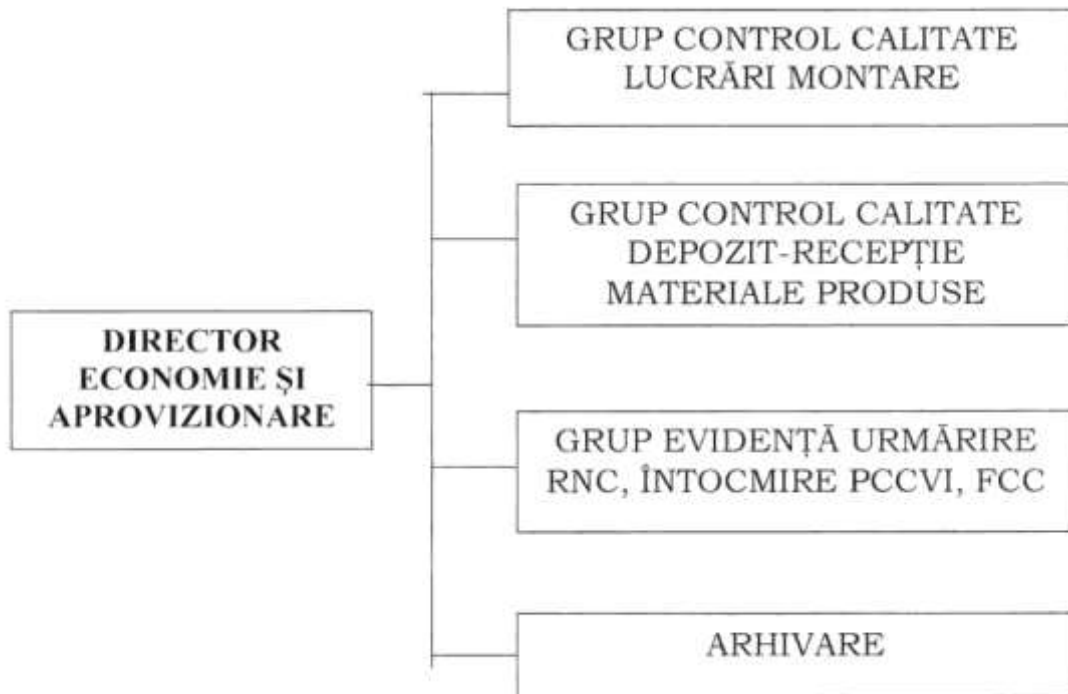 GRUP CONTROL CALITATE
LUCRĂRI MONTARE
GRUP CONTROL CALITATE
DEPOZIT-RECEPȚIE
MATERIALE PRODUSE
DIRECTOR
ECONOMIE ȘI
APROVIZIONARE
GRUP EVIDENȚĂ URMĂRIRE
RNC, ÎNTOCMIRE PCCVI, FCC
ARHIVARE